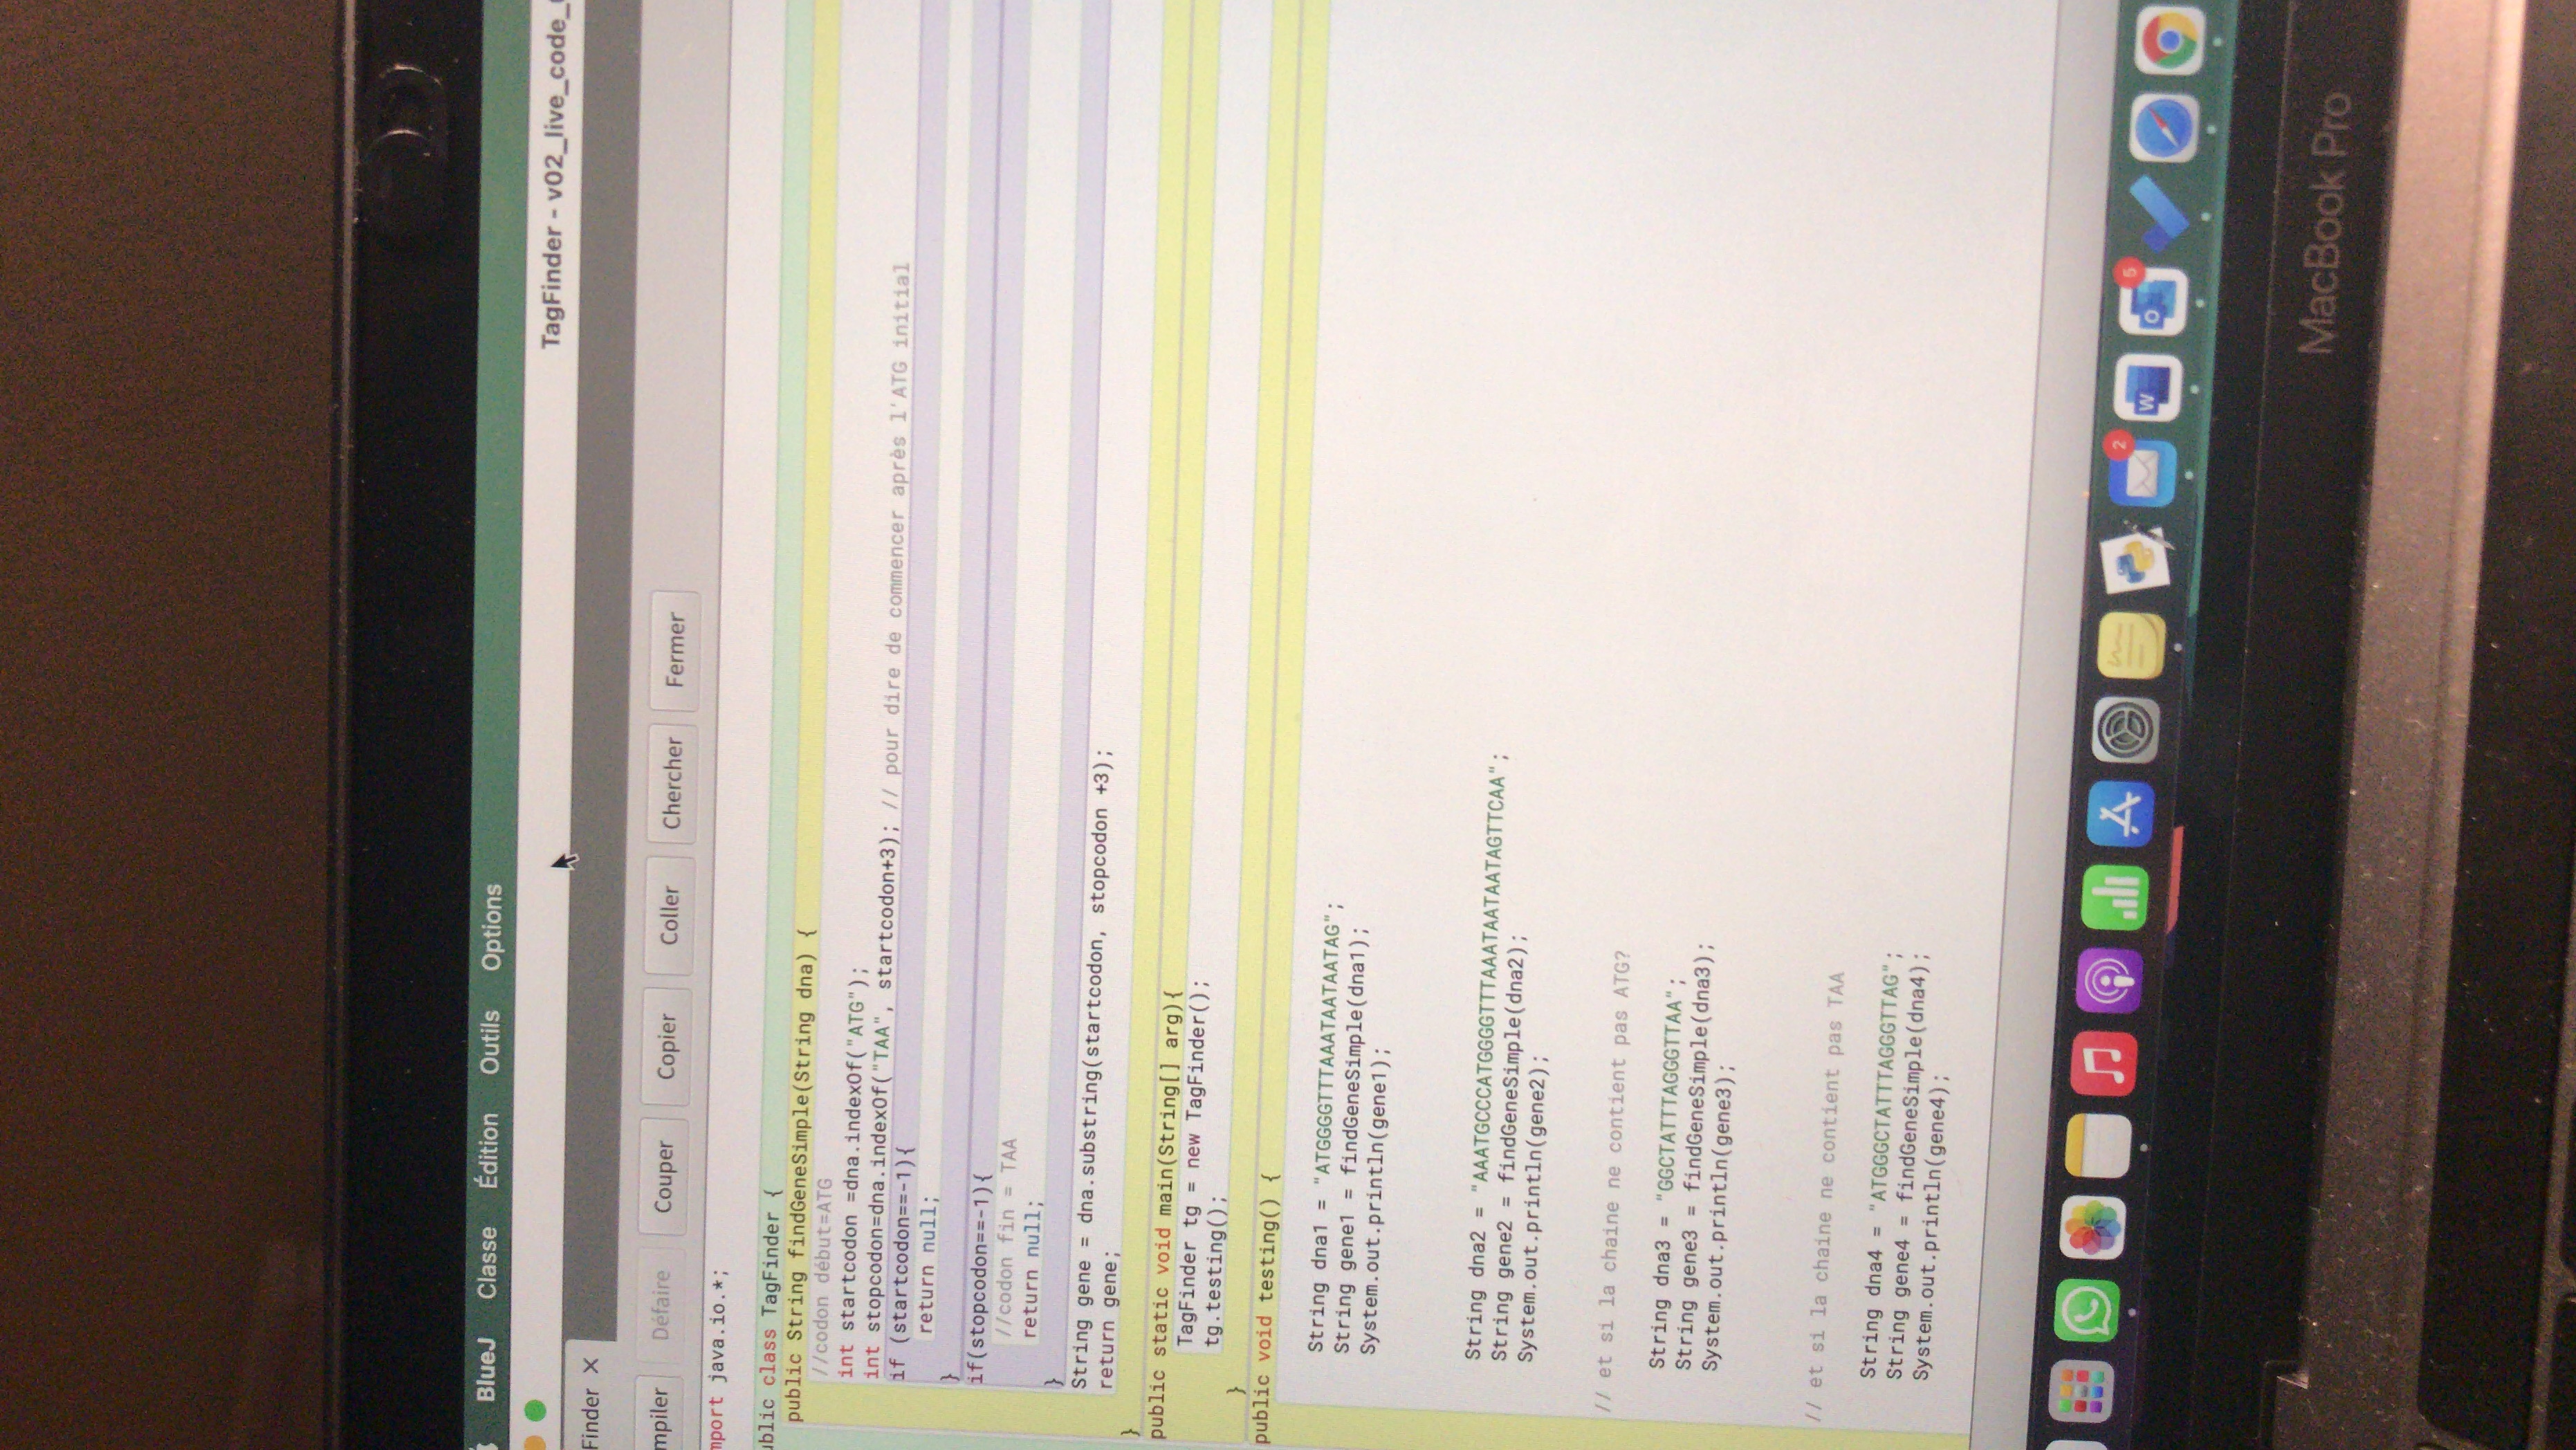 BlueJ Classe Édition Outils Options
TagFinder - v02_live_code_
Finder ×
mpiler Défaire Couper Copier Coller Chercher Fermer
mport java.io.*;
ublic class TagFinder {
public String findGeneSimple(String dna) {
//codon début=ATG
int startcodon =dna.indexOf("ATG");
int stopcodon=dna.indexOf("TAA", startcodon+3); // pour dire de commencer après l'ATG initial
if (startcodon==-1){
return null;
}
if(stopcodon==-1){
//codon fin = TAA
return null;
}
String gene = dna.substring(startcodon, stopcodon +3);
return gene;
}
public static void main(String[] arg){
TagFinder tg = new TagFinder();
tg.testing();
}
public void testing() {
String dna1 = "ATGGGGTTTAAATAATAATAG";
String gene1 = findGeneSimple(dna1);
System.out.println(gene1);
String dna2 = "AAATGCCCATGGGGTTTAAATAATAATAGTTCAA";
String gene2 = findGeneSimple(dna2);
System.out.println(gene2);
// et si la chaine ne contient pas ATG?
String dna3 = "GGCTATTTAGGGTTAA";
String gene3 = findGeneSimple(dna3);
System.out.println(gene3);
// et si la chaine ne contient pas TAA
String dna4 = "ATGGGCTATTTAGGGTTAG";
String gene4 = findGeneSimple(dna4);
System.out.println(gene4);
2
W
O
5
MacBook Pro